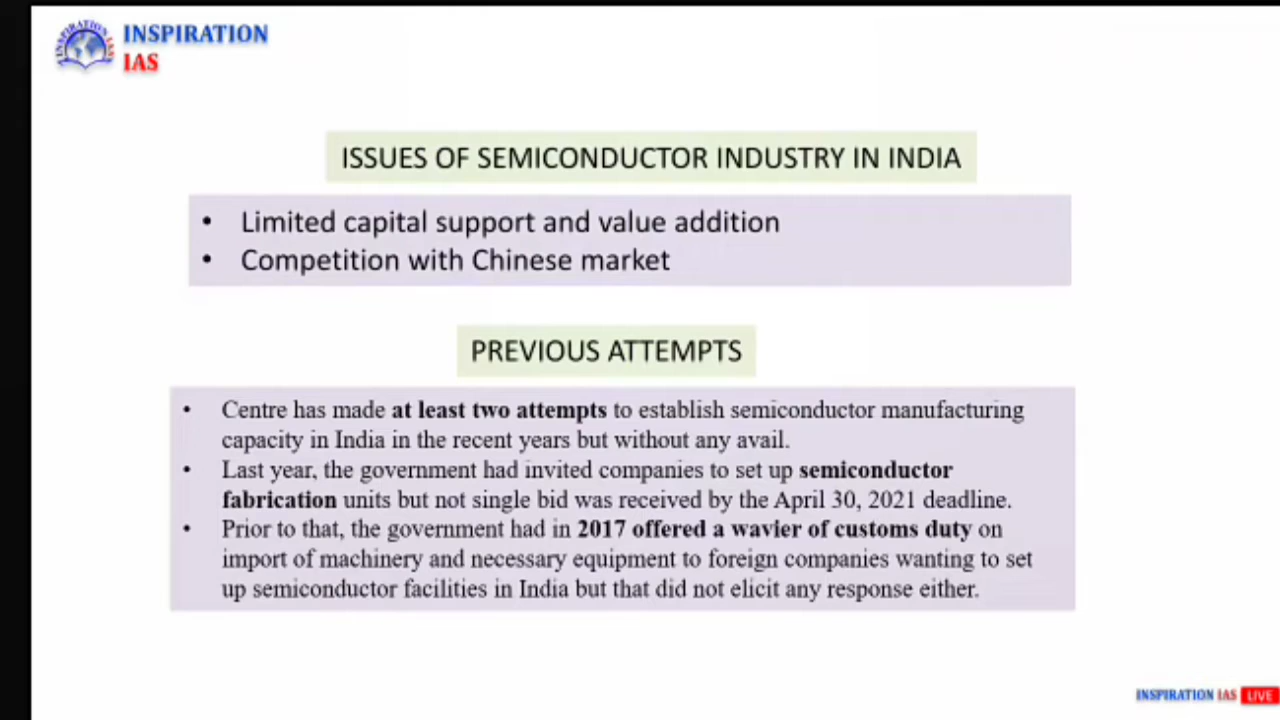 INSPIRATION
IAS
ISSUES OF SEMICONDUCTOR INDUSTRY IN INDIA
• Limited capital support and value addition
• Competition with Chinese market
PREVIOUS ATTEMPTS
• Centre has made at least two attempts to establish semiconductor manufacturing
capacity in India in the recent years but without any avail.
• Last year, the government had invited companies to set up semiconductor
fabrication units but not single bid was received by the April 30, 2021 deadline.
• Prior to that, the government had in 2017 offered a wavier of customs duty on
import of machinery and necessary equipment to foreign companies wanting to set
up semiconductor facilities in India but that did not elicit any response either.
INSPIRATION IAS LIVE